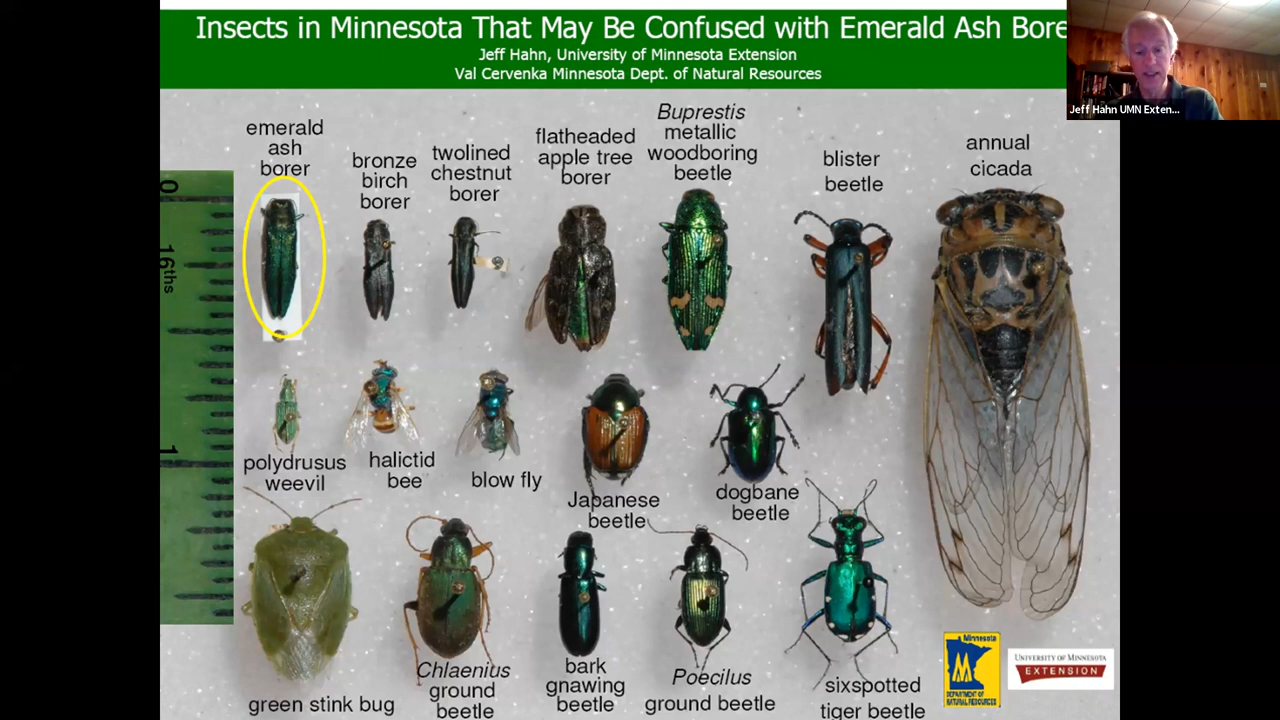 Insects in Minnesota That May Be Confused with Emerald Ash Bore
Jeff Hahn, University of Minnesota Extension
Val Cervenka Minnesota Dept. of Natural Resources
Jeff Hahn UMN Exten...
emerald
ash
borer
bronze
birch
borer
twolined
chestnut
borer
flatheaded
apple tree
borer
Buprestis
metallic
woodboring
beetle
blister
beetle
annual
cicada
0
16ths
1
polydrusus
weevil
halictid
bee
blow fly
Japanese
beetle
dogbane
beetle
green stink bug
Chlaenius
ground
beetle
bark
gnawing
beetle
Poecilus
ground beetle
sixspotted
tiger beetle
Minnesota
DEPARTMENT OF
NATURAL RESOURCES
UNIVERSITY OF MINNESOTA
EXTENSION